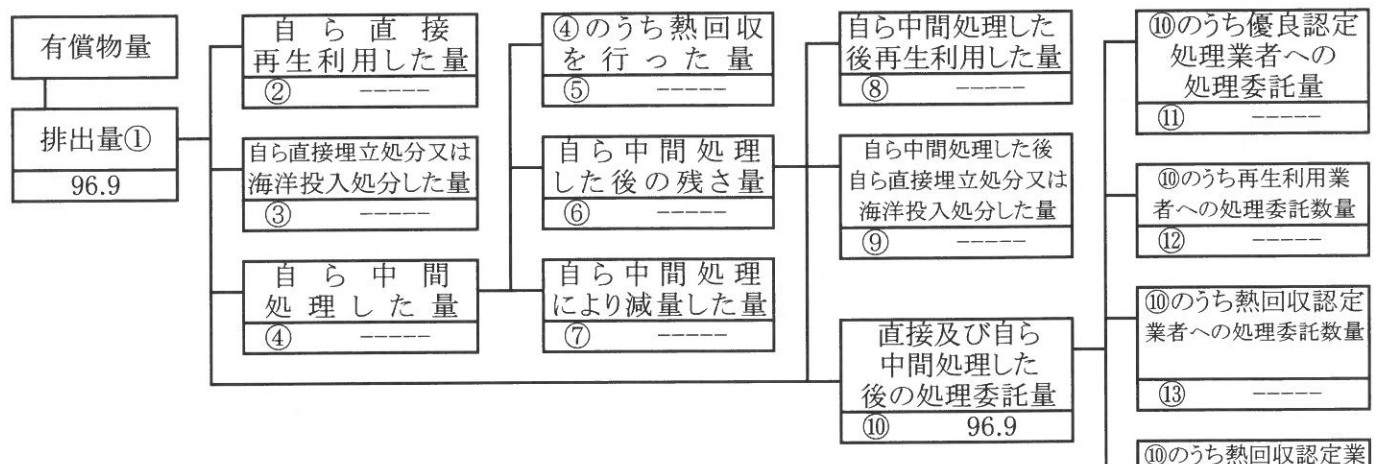 有償物量
排出量①
96.9
自ら直接
再生利用した量
② -----
自ら直接埋立処分又は
海洋投入処分した量
③ -----
自ら中間
処理した量
④ -----
④のうち熱回収
を行った量
⑤ -----
自ら中間処理
した後の残さ量
⑥ -----
自ら中間処理
により減量した量
⑦ -----
自ら中間処理した
後再生利用した量
⑧ -----
自ら中間処理した後
自ら直接埋立処分又は
海洋投入処分した量
⑨ -----
直接及び自ら
中間処理した
後の処理委託量
⑩ 96.9
⑩のうち優良認定
処理業者への
処理委託量
⑪ -----
⑩のうち再生利用業
者への処理委託数量
⑫ -----
⑩のうち熱回収認定
業者への処理委託数量
⑬ -----
⑩のうち熱回収認定業